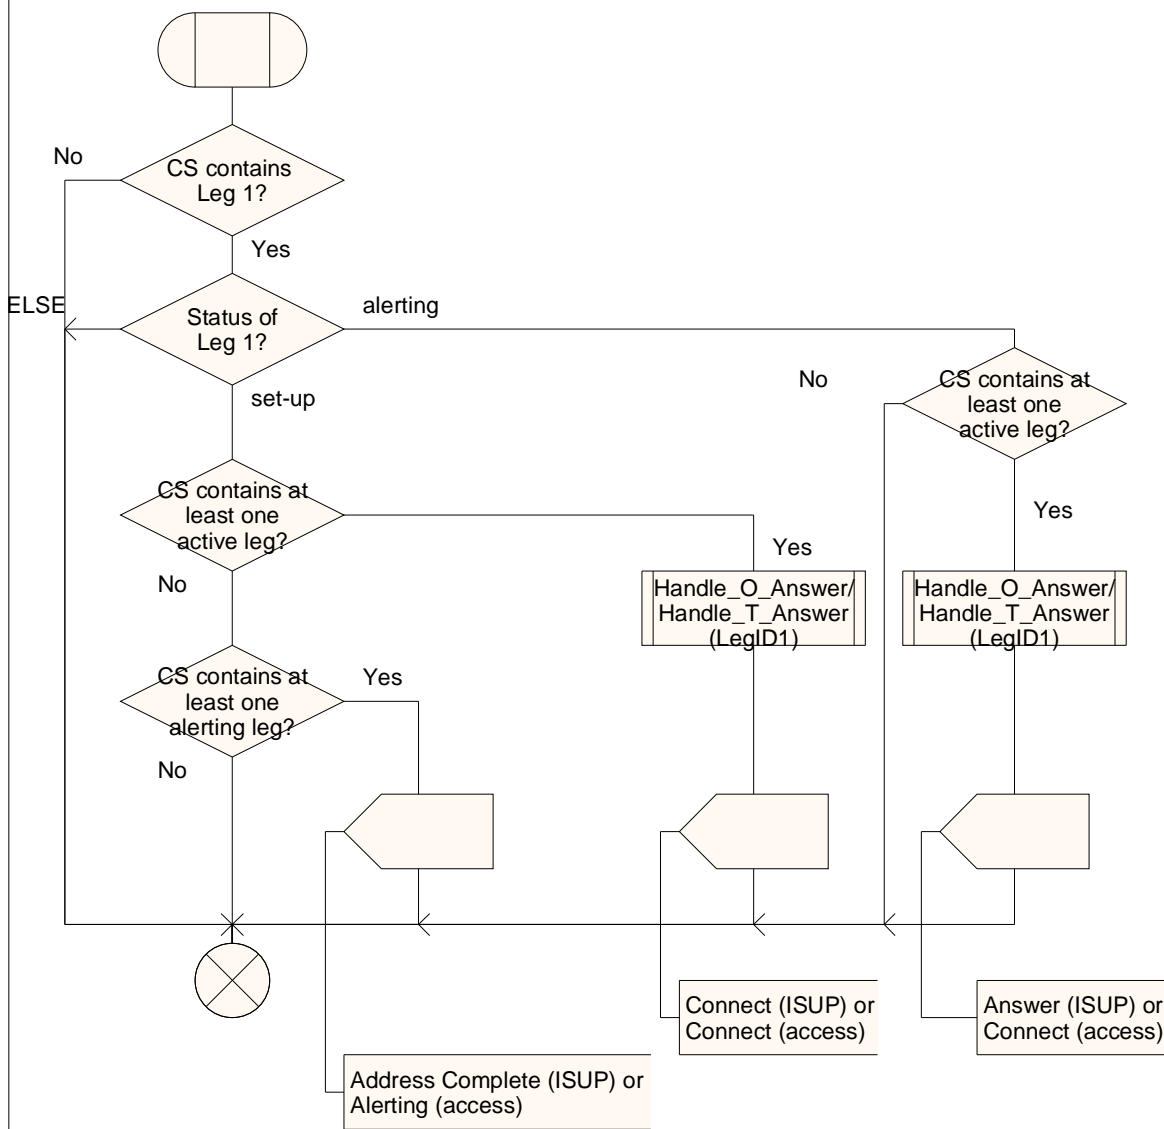 No
CS contains
Leg 1?
Yes
ELSE
Status of
Leg 1?
alerting
set-up
No
CS contains at
least one
active leg?
CS contains at
least one
active leg?
Yes
Yes
No
Handle_O_Answer/
Handle_T_Answer
(LegID1)
Handle_O_Answer/
Handle_T_Answer
(LegID1)
CS contains at
least one
alerting leg?
Yes
No
Connect (ISUP) or
Connect (access)
Answer (ISUP) or
Connect (access)
Address Complete (ISUP) or
Alerting (access)